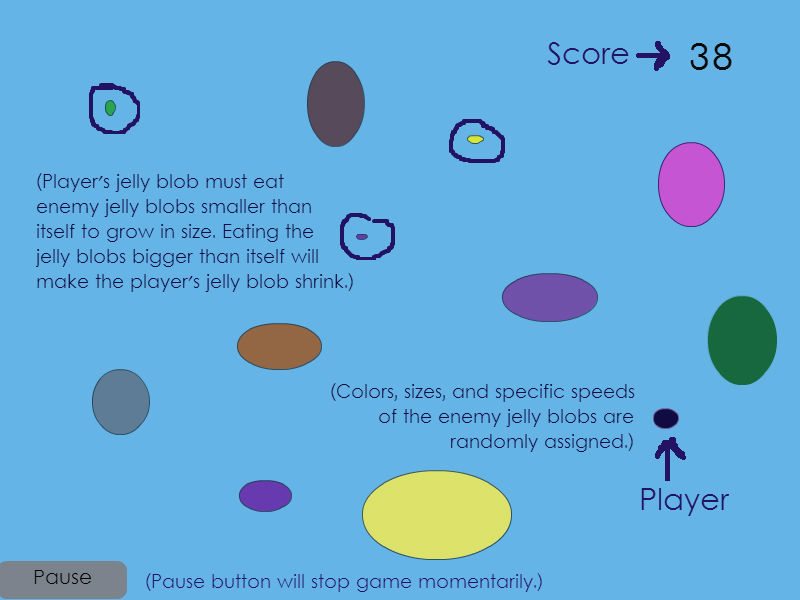 Score
38
(Player's jelly blob must eat
enemy jelly blobs smaller than
itself to grow in size. Eating the
jelly blobs bigger than itself will
make the player's jelly blob shrink.)
(Colors, sizes, and specific speeds
of the enemy jelly blobs are
randomly assigned.)
Player
Pause
(Pause button will stop game momentarily.)